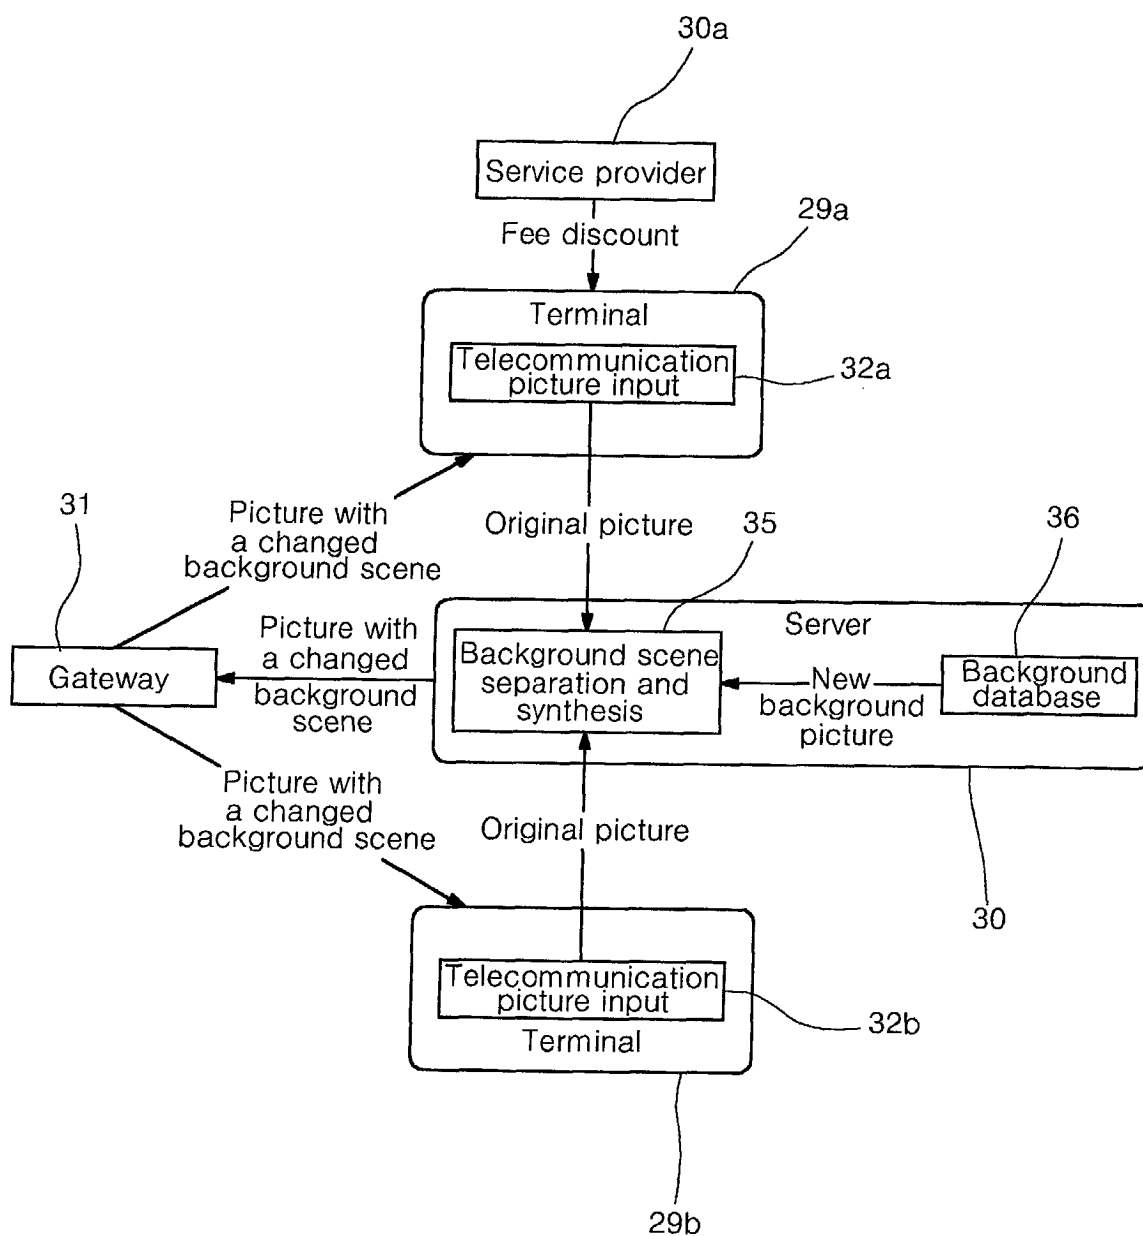 30a
Service provider
29a
Fee discount
Terminal
Telecommunication
picture input
32a
31
Picture with
a changed
background scene
Original picture
35
36
Server
Picture with
a changed
background
scene
Gateway
Background scene
separation and
synthesis
New
background
picture
Background
database
Picture with
a changed
background scene
Original picture
30
Telecommunication
picture input
32b
Terminal
29b